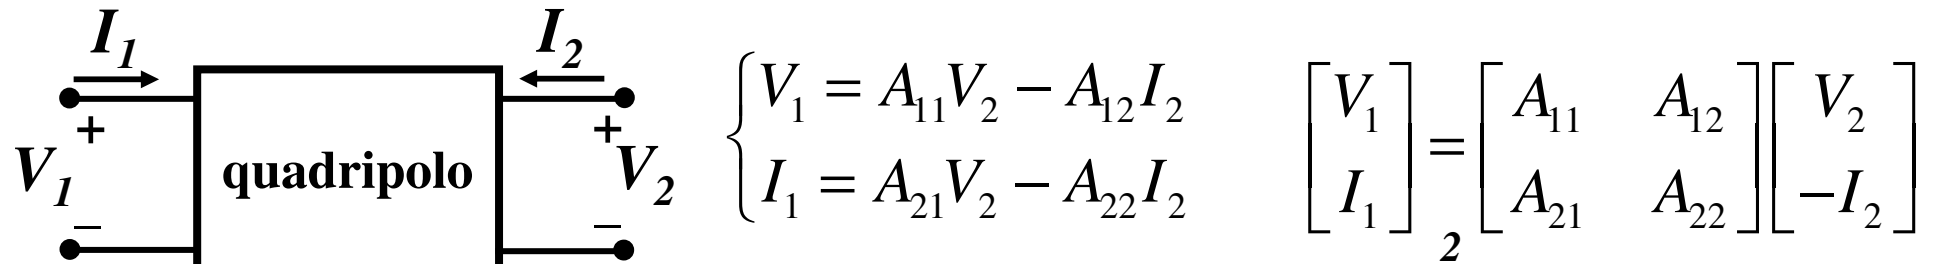 I1 I2
+ +
V1 quadripolo V2
− −
V1 = A11V2 − A12I2
I1 = A21V2 − A22I2
[V1] = [A11 A12] [V2]
[I1] [A21 A22] [−I2]
2